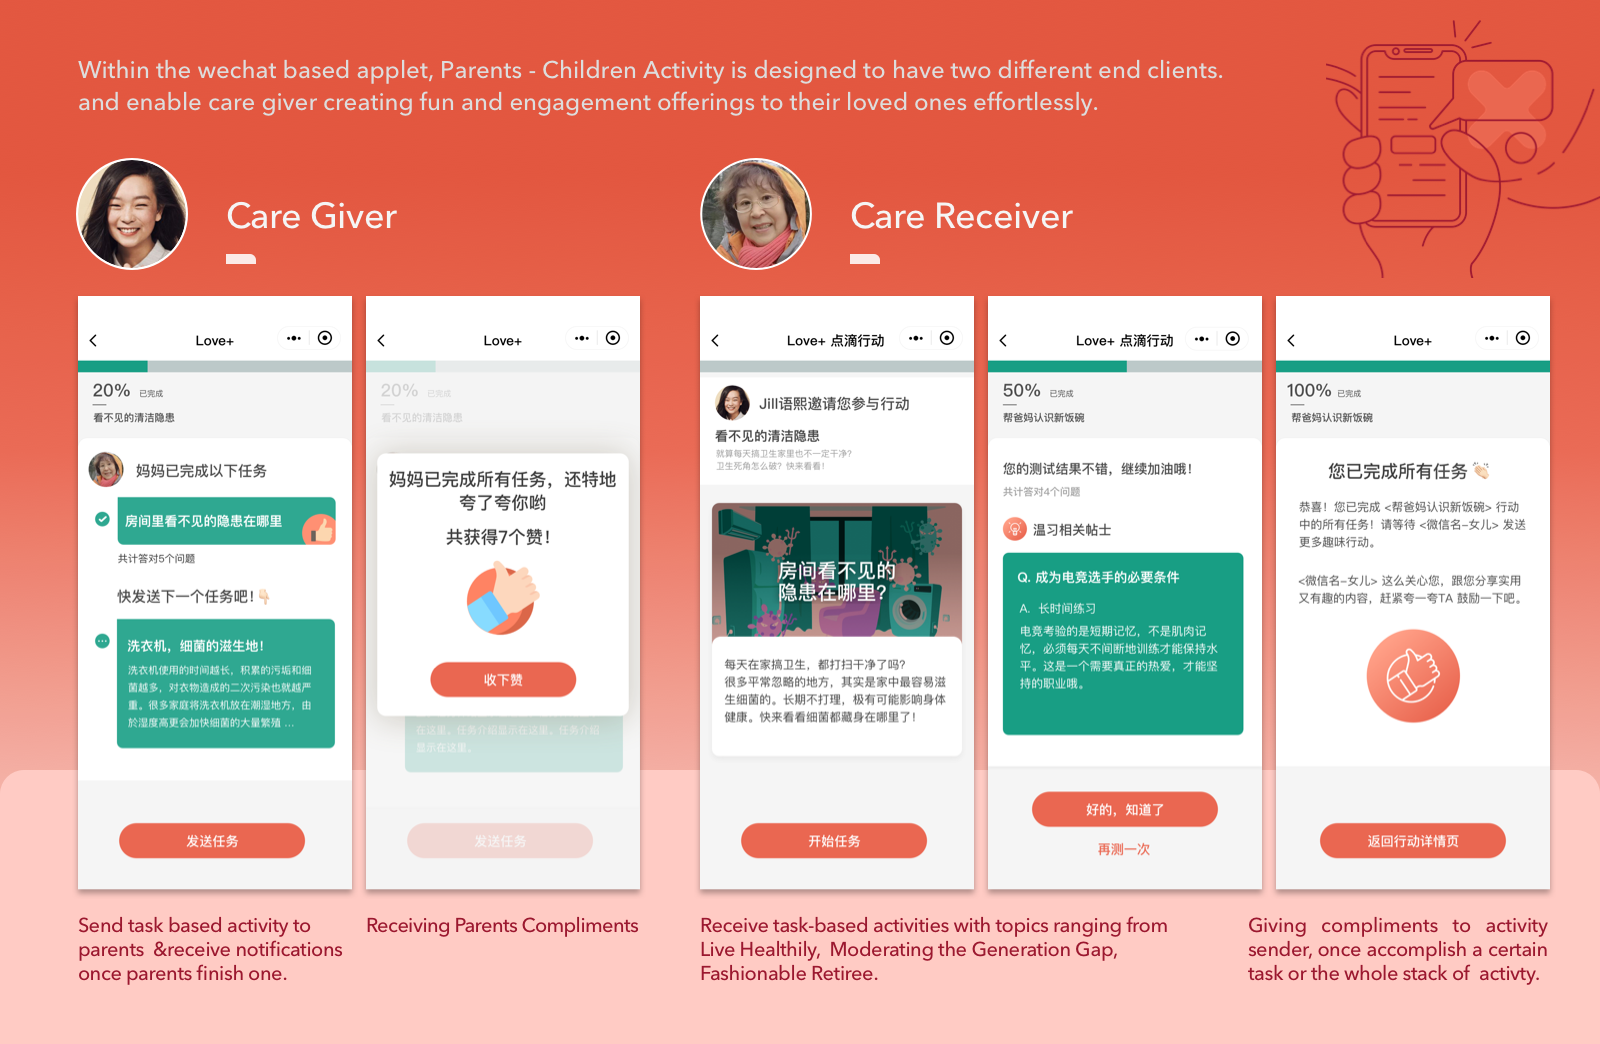 Within the wechat based applet, Parents - Children Activity is designed to have two different end clients.
and enable care giver creating fun and engagement offerings to their loved ones effortlessly.
Care Giver
Care Receiver
Love+
20% 已完成
看不见的清洁隐患
妈妈已完成以下任务
房间里看不见的隐患在哪里
共计答对5个问题
快发送下一个任务吧!👇🏻
洗衣机，细菌的滋生地!
洗衣机使用的时间越长，积累的污垢和细
菌越多，对衣物造成的二次污染也就越严
重。很多家庭将洗衣机放在潮湿地方，由
於湿度高更会加快细菌的大量繁殖 ...
发送任务
Love+
20% 已完成
看不见的清洁隐患
妈妈已完成所有任务，还特地
夸了夸你哟
共获得7个赞!
收下赞
在这里。任务介绍显示在这里。任务介绍
显示在这里。
发送任务
Love+ 点滴行动
Jill语熙邀请您参与行动
看不见的清洁隐患
就算每天搞卫生家里也不一定干净?
卫生死角怎么破? 快来看看!
房间看不见的
隐患在哪里?
每天在家搞卫生，都打扫干净了吗?
很多平常忽略的地方，其实是家中最容易滋
生细菌的。长期不打理，极有可能影响身体
健康。快来看看细菌都藏身在哪里了!
开始任务
Love+ 点滴行动
50% 已完成
帮爸妈认识新饭碗
您的测试结果不错，继续加油哦!
共计答对4个问题
温习相关帖士
Q. 成为电竞选手的必要条件
A. 长时间练习
电竞考验的是短期记忆，不是肌肉记
忆，必须每天不间断地训练才能保持水
平。这是一个需要真正的热爱，才能坚
持的职业哦。
好的，知道了
再测一次
Love+
100% 已完成
帮爸妈认识新饭碗
您已完成所有任务 👏🏻
恭喜! 您已完成 <帮爸妈认识新饭碗> 行动
中的所有任务! 请等待 <微信名–女儿> 发送
更多趣味行动。
<微信名–女儿> 这么关心您，跟您分享实用
又有趣的内容，赶紧夸一夸TA 鼓励一下吧。
返回行动详情页
Send task based activity to
parents &receive notifications
once parents finish one.
Receiving Parents Compliments
Receive task-based activities with topics ranging from
Live Healthily, Moderating the Generation Gap,
Fashionable Retiree.
Giving compliments to activity
sender, once accomplish a certain
task or the whole stack of activty.